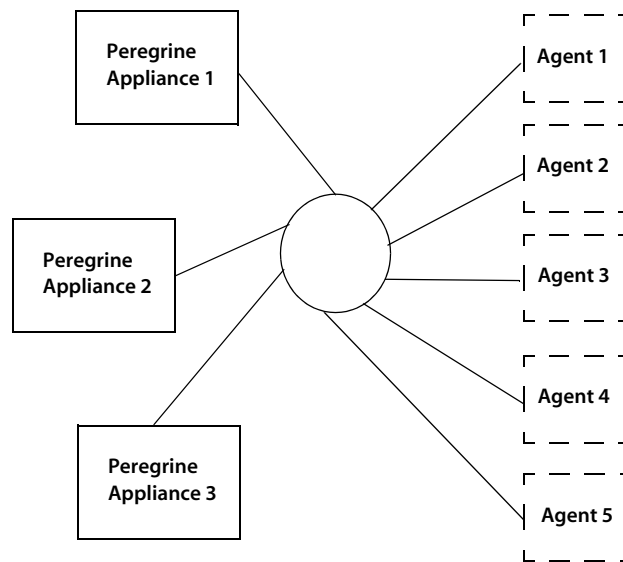 Peregrine
Appliance 1
Peregrine
Appliance 2
Peregrine
Appliance 3
Agent 1
Agent 2
Agent 3
Agent 4
Agent 5